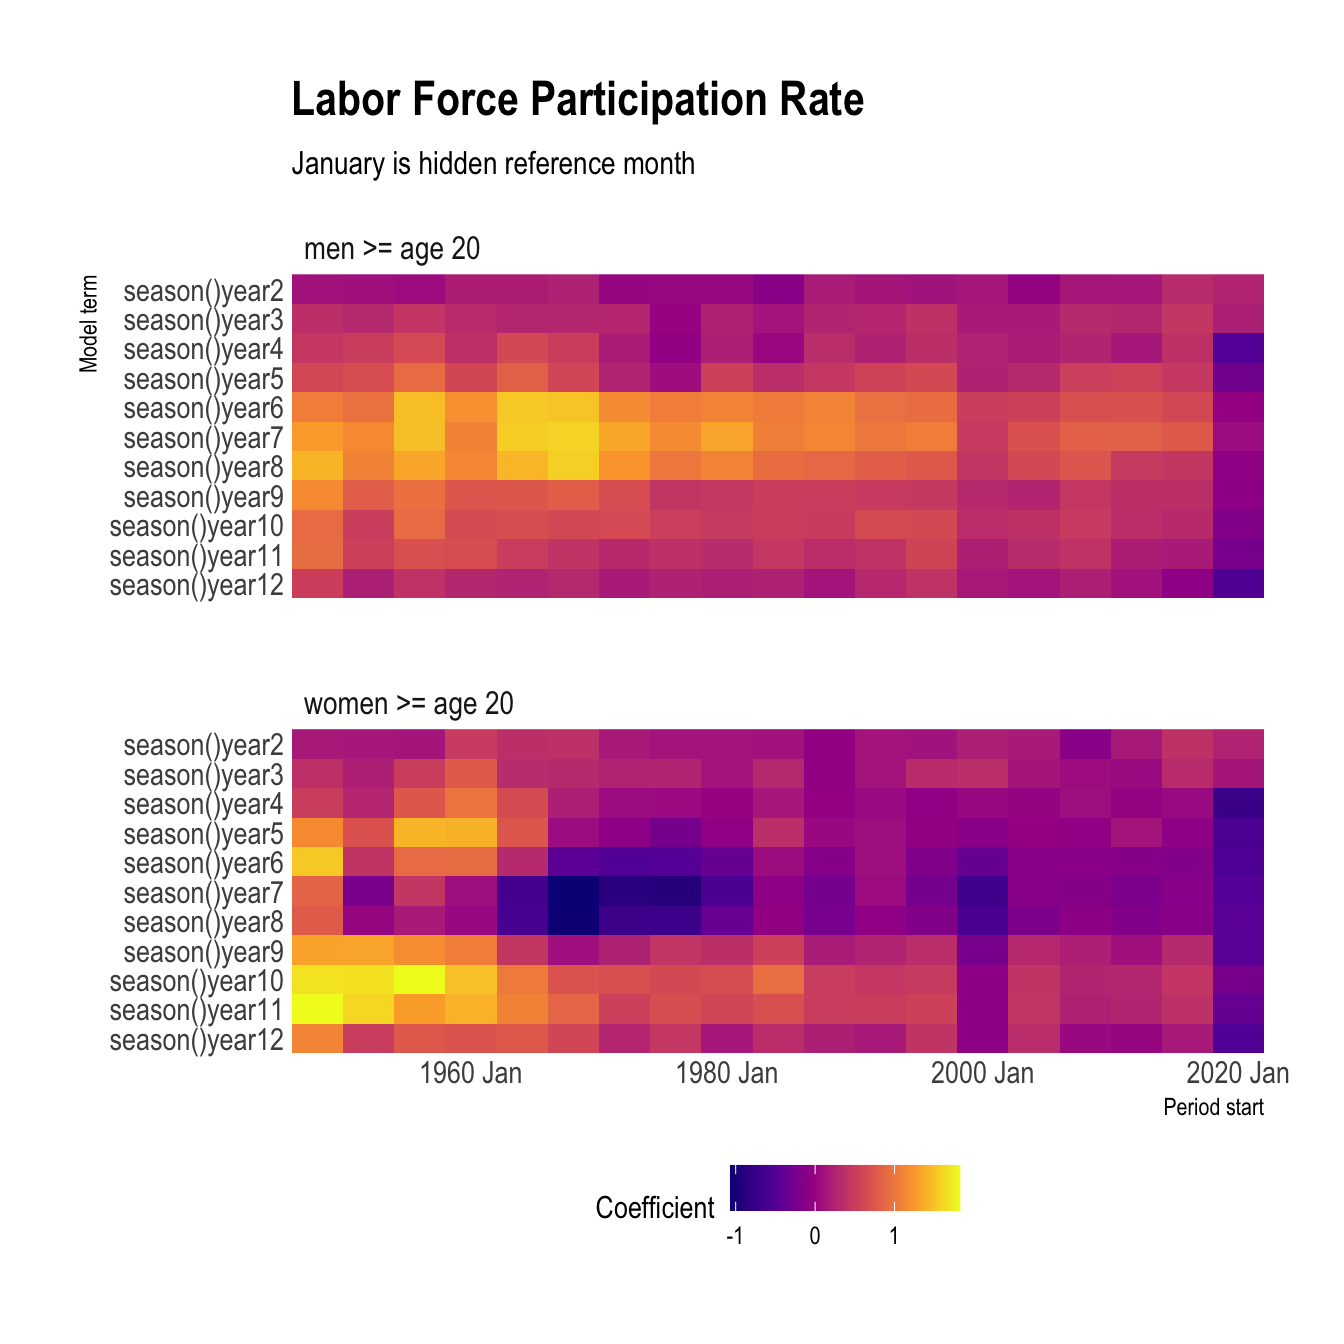 Labor Force Participation Rate
January is hidden reference month
men >= age 20
Model term
season()year2
season()year3
season()year4
season()year5
season()year6
season()year7
season()year8
season()year9
season()year10
season()year11
season()year12
women >= age 20
season()year2
season()year3
season()year4
season()year5
season()year6
season()year7
season()year8
season()year9
season()year10
season()year11
season()year12
1960 Jan 1980 Jan 2000 Jan 2020 Jan
Period start
Coefficient
-1 0 1